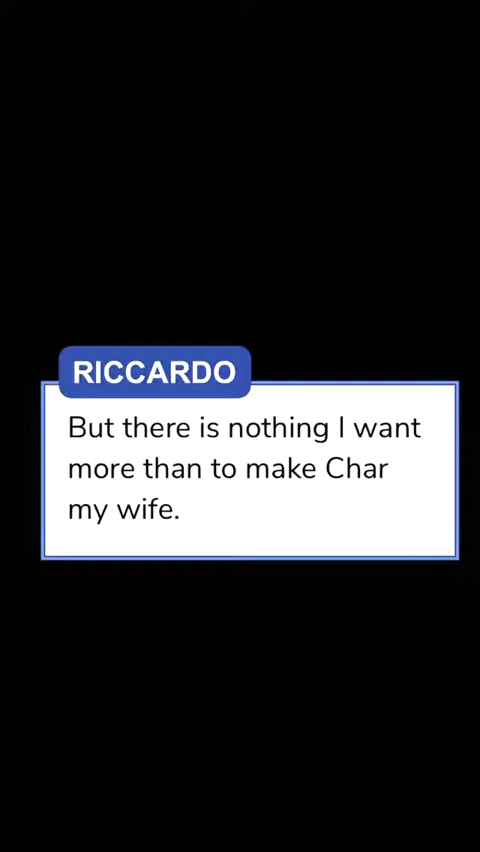 RICCARDO
But there is nothing I want
more than to make Char
my wife.